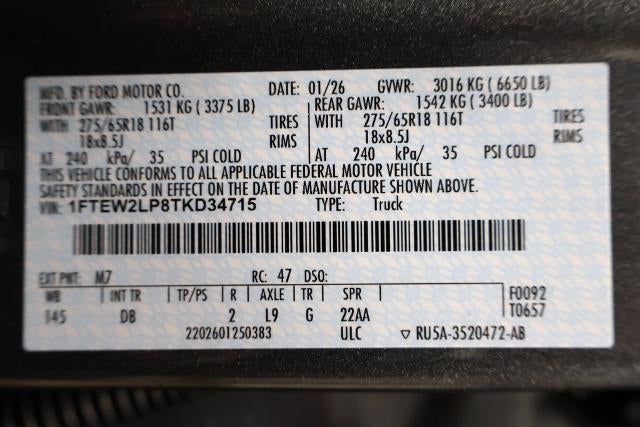 MFD. BY FORD MOTOR CO. DATE: 01/26 GVWR: 3016 KG ( 6650 LB)
FRONT GAWR: 1531 KG ( 3375 LB) REAR GAWR: 1542 KG ( 3400 LB)
WITH 275/65R18 116T TIRES WITH 275/65R18 116T TIRES
18x8.5J RIMS 18x8.5J RIMS
AT 240 kPa/ 35 PSI COLD AT 240 kPa/ 35 PSI COLD
THIS VEHICLE CONFORMS TO ALL APPLICABLE FEDERAL MOTOR VEHICLE
SAFETY STANDARDS IN EFFECT ON THE DATE OF MANUFACTURE SHOWN ABOVE.
VIN: 1FTEW2LP8TKD34715 TYPE: Truck
EXT PNT: M7 RC: 47 DSO:
WB INT TR TP/PS R AXLE TR SPR F0092
145 DB 2 L9 G 22AA T0657
2202601250383 ULC ▽ RU5A-3520472-AB